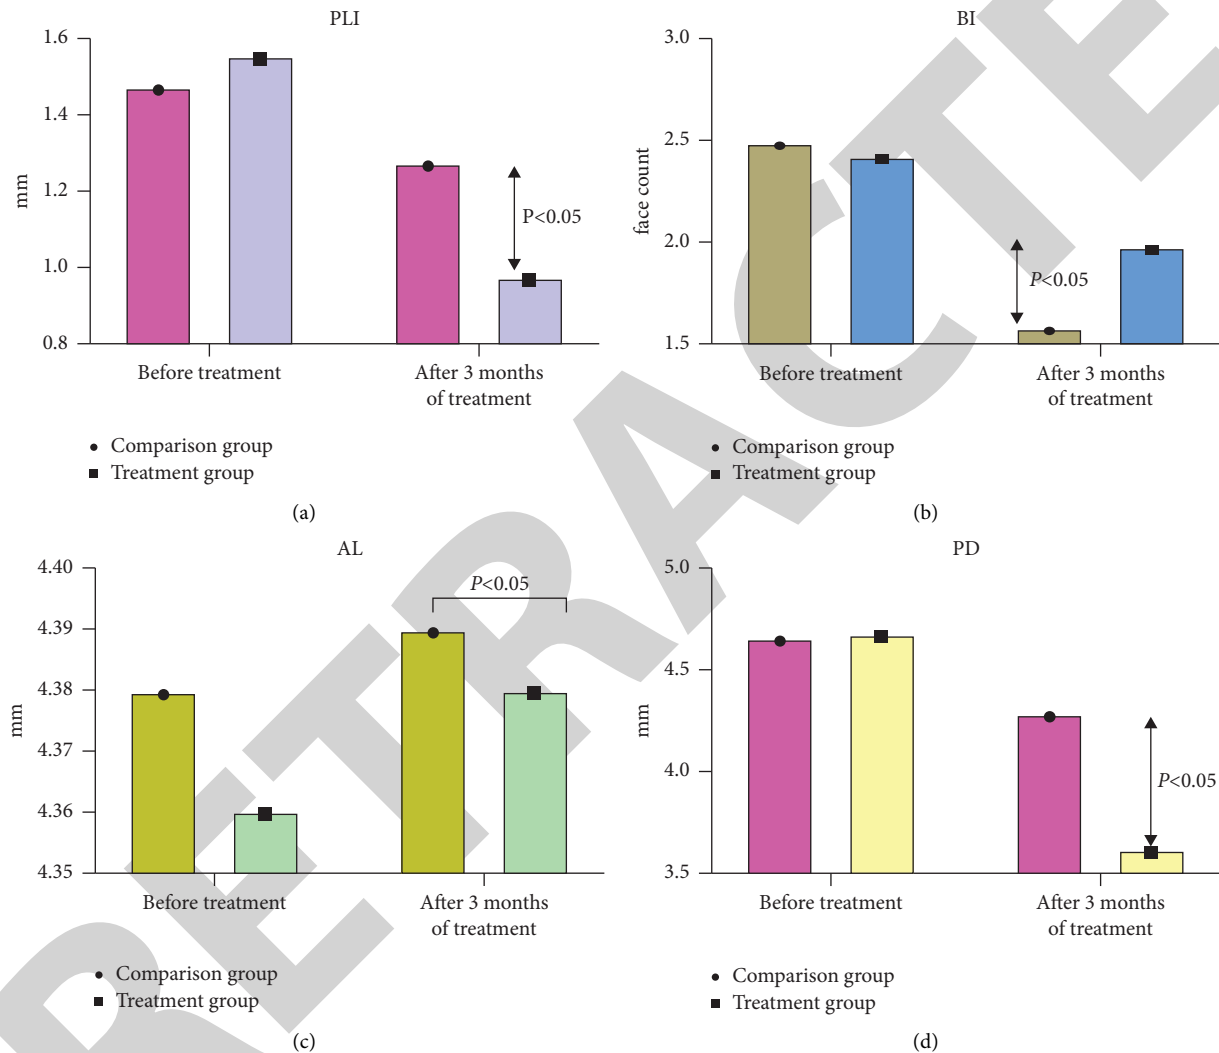 PLI
1.6
1.4
1.2
1.0
0.8
mm
P<0.05
Before treatment
After 3 months
of treatment
Comparison group
Treatment group
(a)
BI
3.0
2.5
2.0
1.5
face count
P<0.05
Before treatment
After 3 months
of treatment
Comparison group
Treatment group
(b)
AL
4.40
4.39
4.38
4.37
4.36
4.35
mm
P<0.05
Before treatment
After 3 months
of treatment
Comparison group
Treatment group
(c)
PD
5.0
4.5
4.0
3.5
mm
P<0.05
Before treatment
After 3 months
of treatment
Comparison group
Treatment group
(d)
RETRACTE